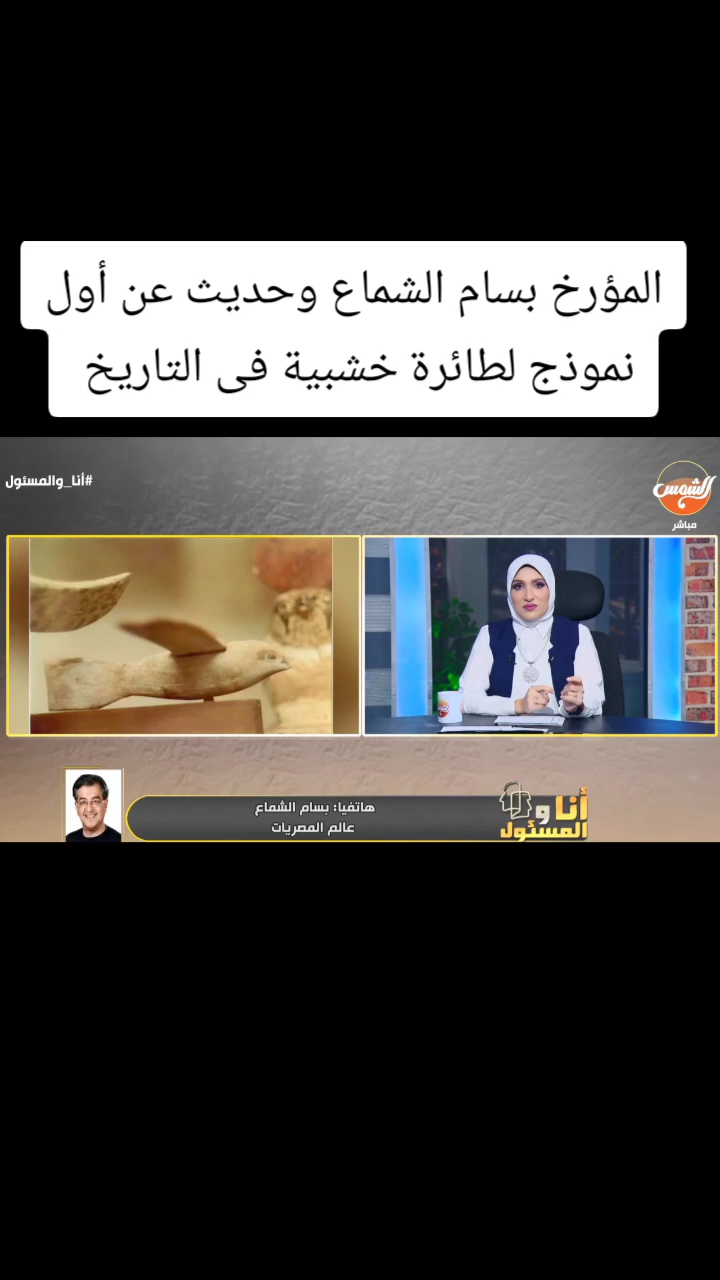 المؤرخ بسام الشماع وحديث عن أول
نموذج لطائرة خشبية فى التاريخ
#أنا_والمسئول
الشمس
مباشر
هاتفيا: بسام الشماع
عالم المصريات
أنا و
المسئول